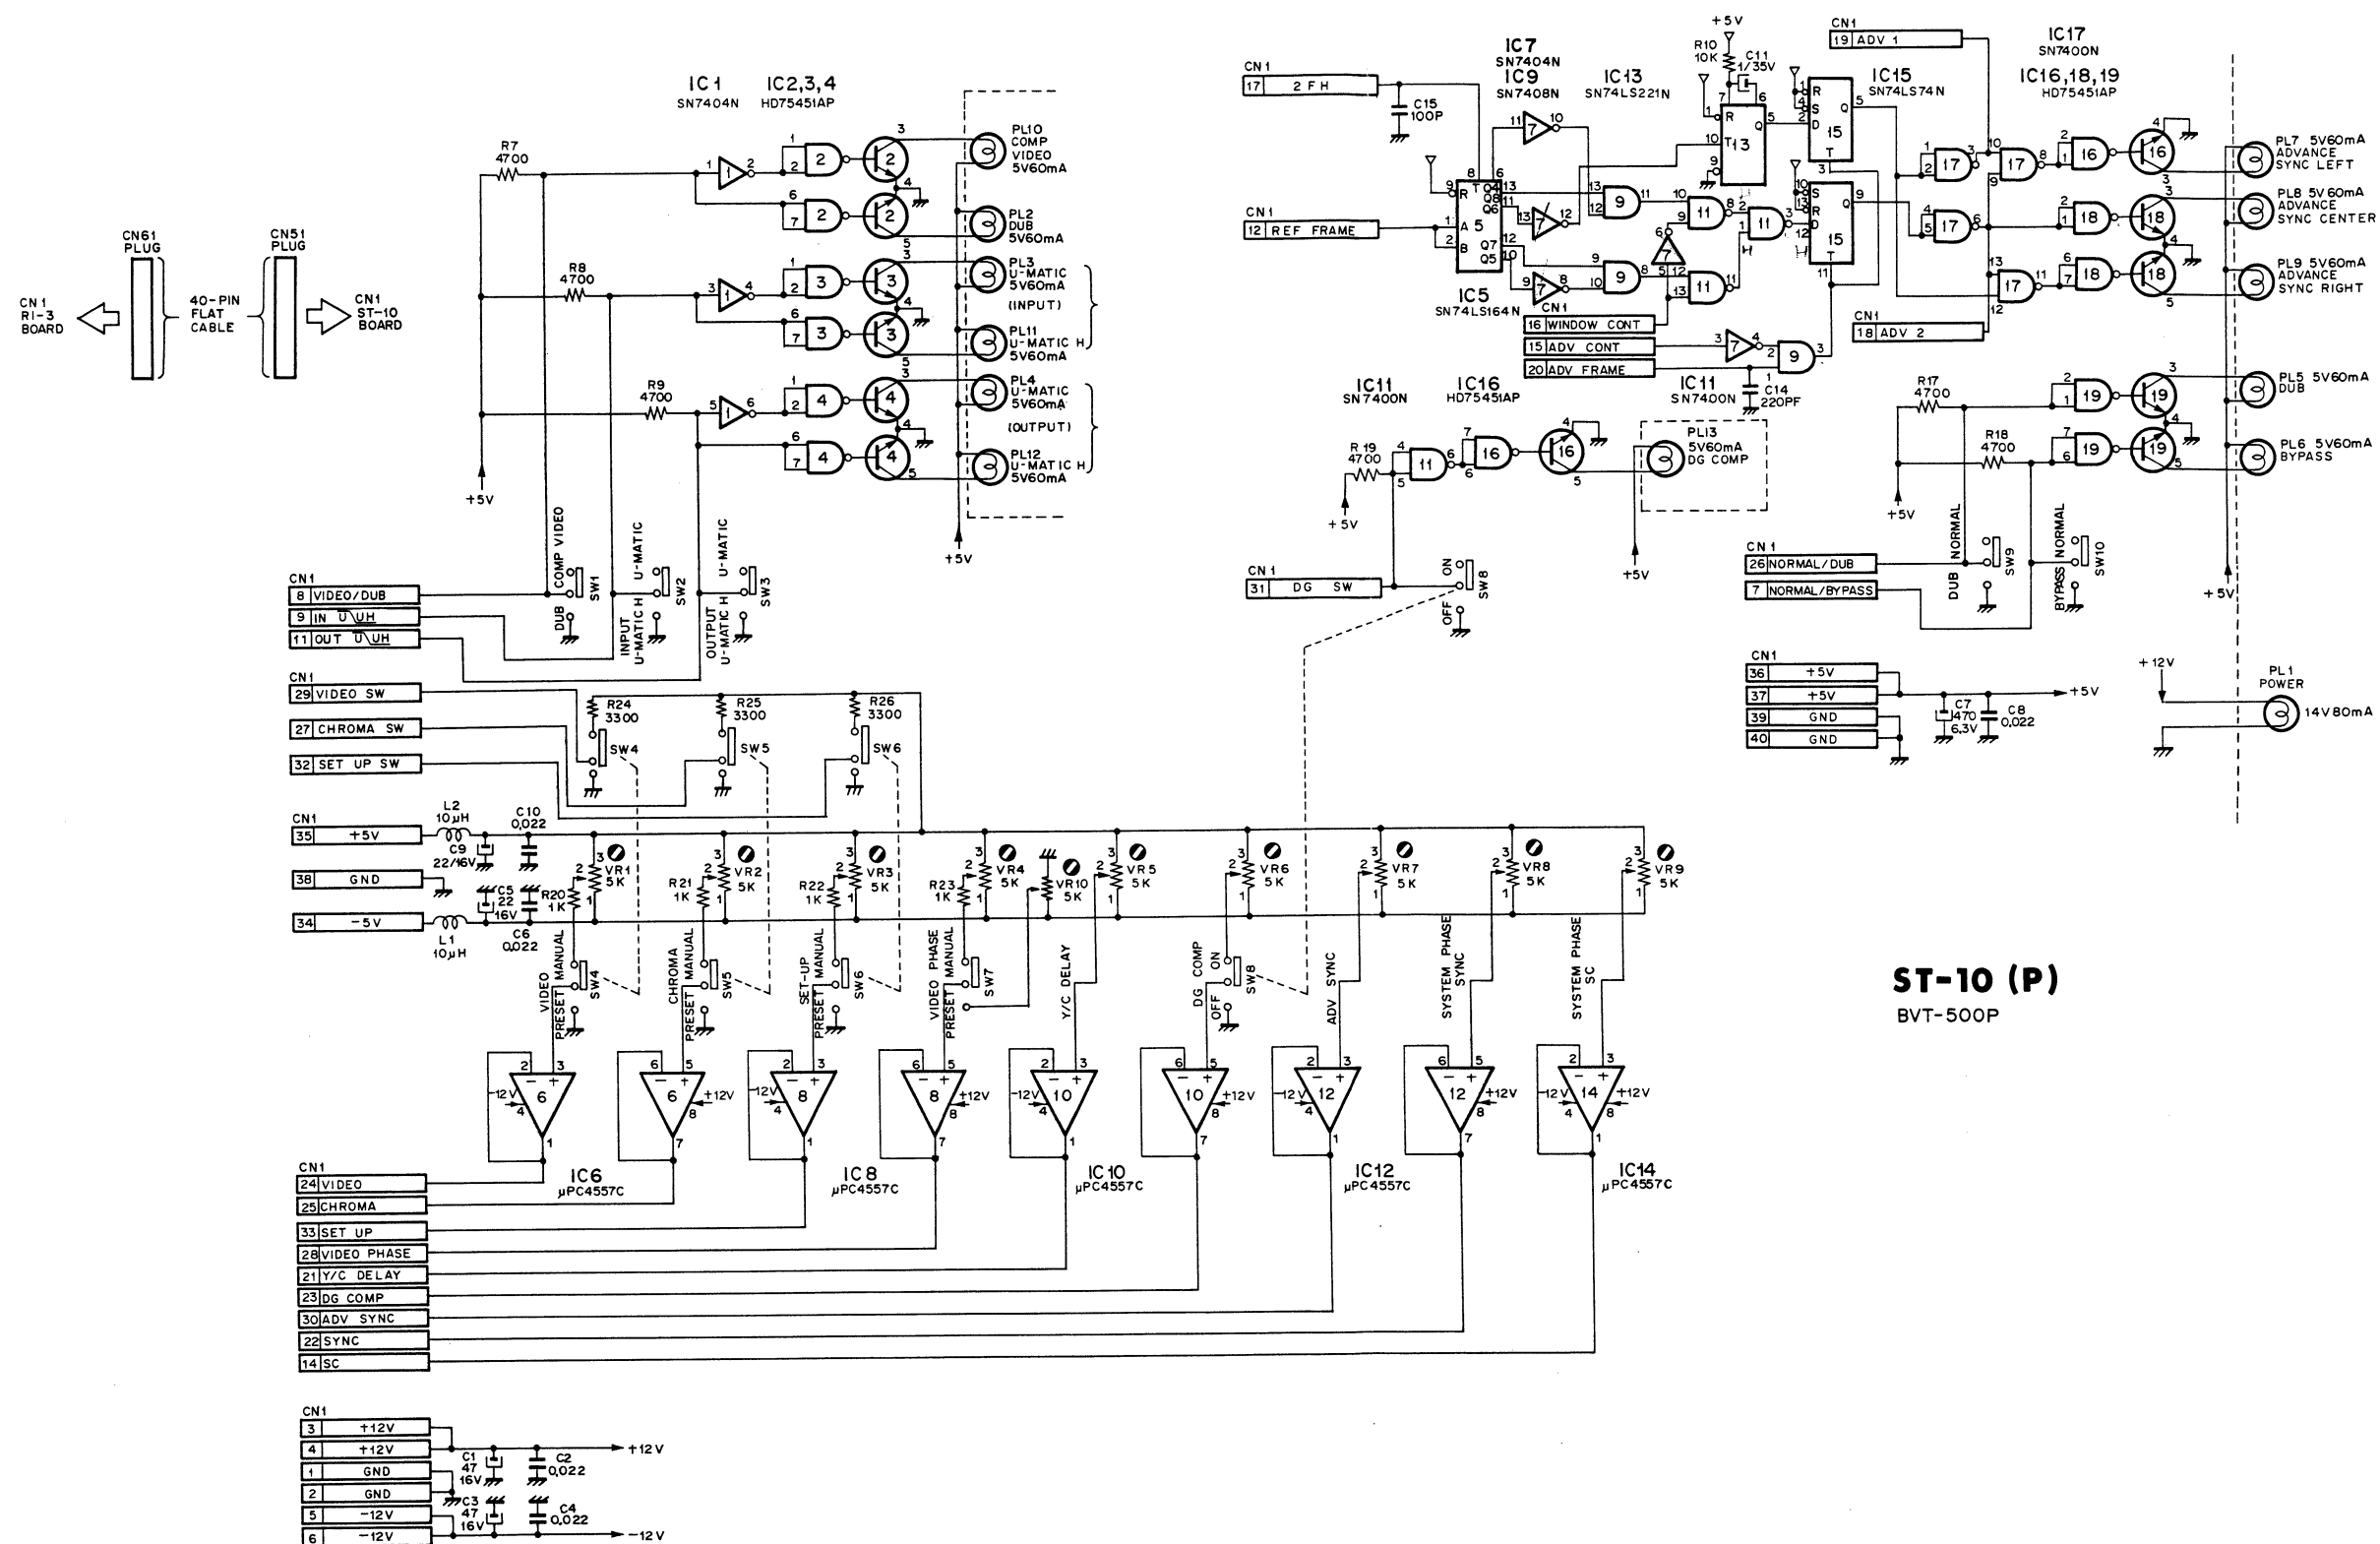 IC1
SN7404N
IC2,3,4
HD75451AP
R7
4700
R8
4700
R9
4700
+5V
PL10
COMP
VIDEO
5V60mA
PL2
DUB
5V60mA
PL3
U-MATIC
5V60mA
(INPUT)
PL11
U-MATIC H
5V60mA
PL4
U-MATIC
5V60mA
(OUTPUT)
PL12
U-MATIC H
5V60mA
+5V
CN61
PLUG
CN51
PLUG
CN1
RI-3
BOARD
40-PIN
FLAT
CABLE
CN1
ST-10
BOARD
CN1
8 VIDEO/DUB
9 IN U\UH
11 OUT U\UH
DUB COMP VIDEO
SW1
INPUT
U-MATIC H U-MATIC
SW2
OUTPUT
U-MATIC H U-MATIC
SW3
CN1
29 VIDEO SW
27 CHROMA SW
32 SET UP SW
R24
3300
R25
3300
R26
3300
SW4
SW5
SW6
CN1
35 +5V
38 GND
34 -5V
L2
10µH
C9
22/16V
C10
0.022
C5
22
16V
C6
0.022
L1
10µH
R20
1K
VR1
5K
R21
1K
VR2
5K
R22
1K
VR3
5K
R23
1K
VR4
5K
VR10
5K
VR5
5K
VR6
5K
VR7
5K
VR8
5K
VR9
5K
VIDEO
PRESET MANUAL
SW4
CHROMA
PRESET MANUAL
SW5
SET-UP
PRESET MANUAL
SW6
VIDEO PHASE
PRESET MANUAL
SW7
Y/C DELAY
DG COMP
OFF ON
SW8
ADV SYNC
SYSTEM PHASE
SYNC
SYSTEM PHASE
SC
-12V
+12V
-12V
+12V
-12V
+12V
-12V
+12V
-12V
+12V
IC6
µPC4557C
IC8
µPC4557C
IC10
µPC4557C
IC12
µPC4557C
IC14
µPC4557C
CN1
24 VIDEO
25 CHROMA
33 SET UP
28 VIDEO PHASE
21 Y/C DELAY
23 DG COMP
30 ADV SYNC
22 SYNC
14 SC
CN1
3 +12V
4 +12V
1 GND
2 GND
5 -12V
6 -12V
C1
47
16V
C2
0.022
C3
47
16V
C4
0.022
+12V
-12V
CN1
17 2 FH
C15
100P
CN1
12 REF FRAME
IC7
SN7404N
IC9
SN7408N
IC13
SN74LS221N
+5V
R10
10K
C11
1/35V
IC15
SN74LS74N
CN1
19 ADV 1
IC17
SN7400N
IC16,18,19
HD75451AP
IC5
SN74LS164N
CN1
16 WINDOW CONT
15 ADV CONT
20 ADV FRAME
C14
220PF
CN1
18 ADV 2
PL7 5V60mA
ADVANCE
SYNC LEFT
PL8 5V60mA
ADVANCE
SYNC CENTER
PL9 5V60mA
ADVANCE
SYNC RIGHT
IC11
SN7400N
IC16
HD75451AP
IC11
SN7400N
R19
4700
+5V
PL13
5V60mA
DG COMP
+5V
CN1
31 DG SW
OFF ON
SW8
R17
4700
R18
4700
+5V
PL5 5V60mA
DUB
PL6 5V60mA
BYPASS
+5V
CN1
26 NORMAL/DUB
7 NORMAL/BYPASS
DUB NORMAL
SW9
BYPASS NORMAL
SW10
CN1
36 +5V
37 +5V
39 GND
40 GND
C7
470
6.3V
C8
0.022
+5V
+12V
PL1
POWER
14V80mA
ST-10 (P)
BVT-500P